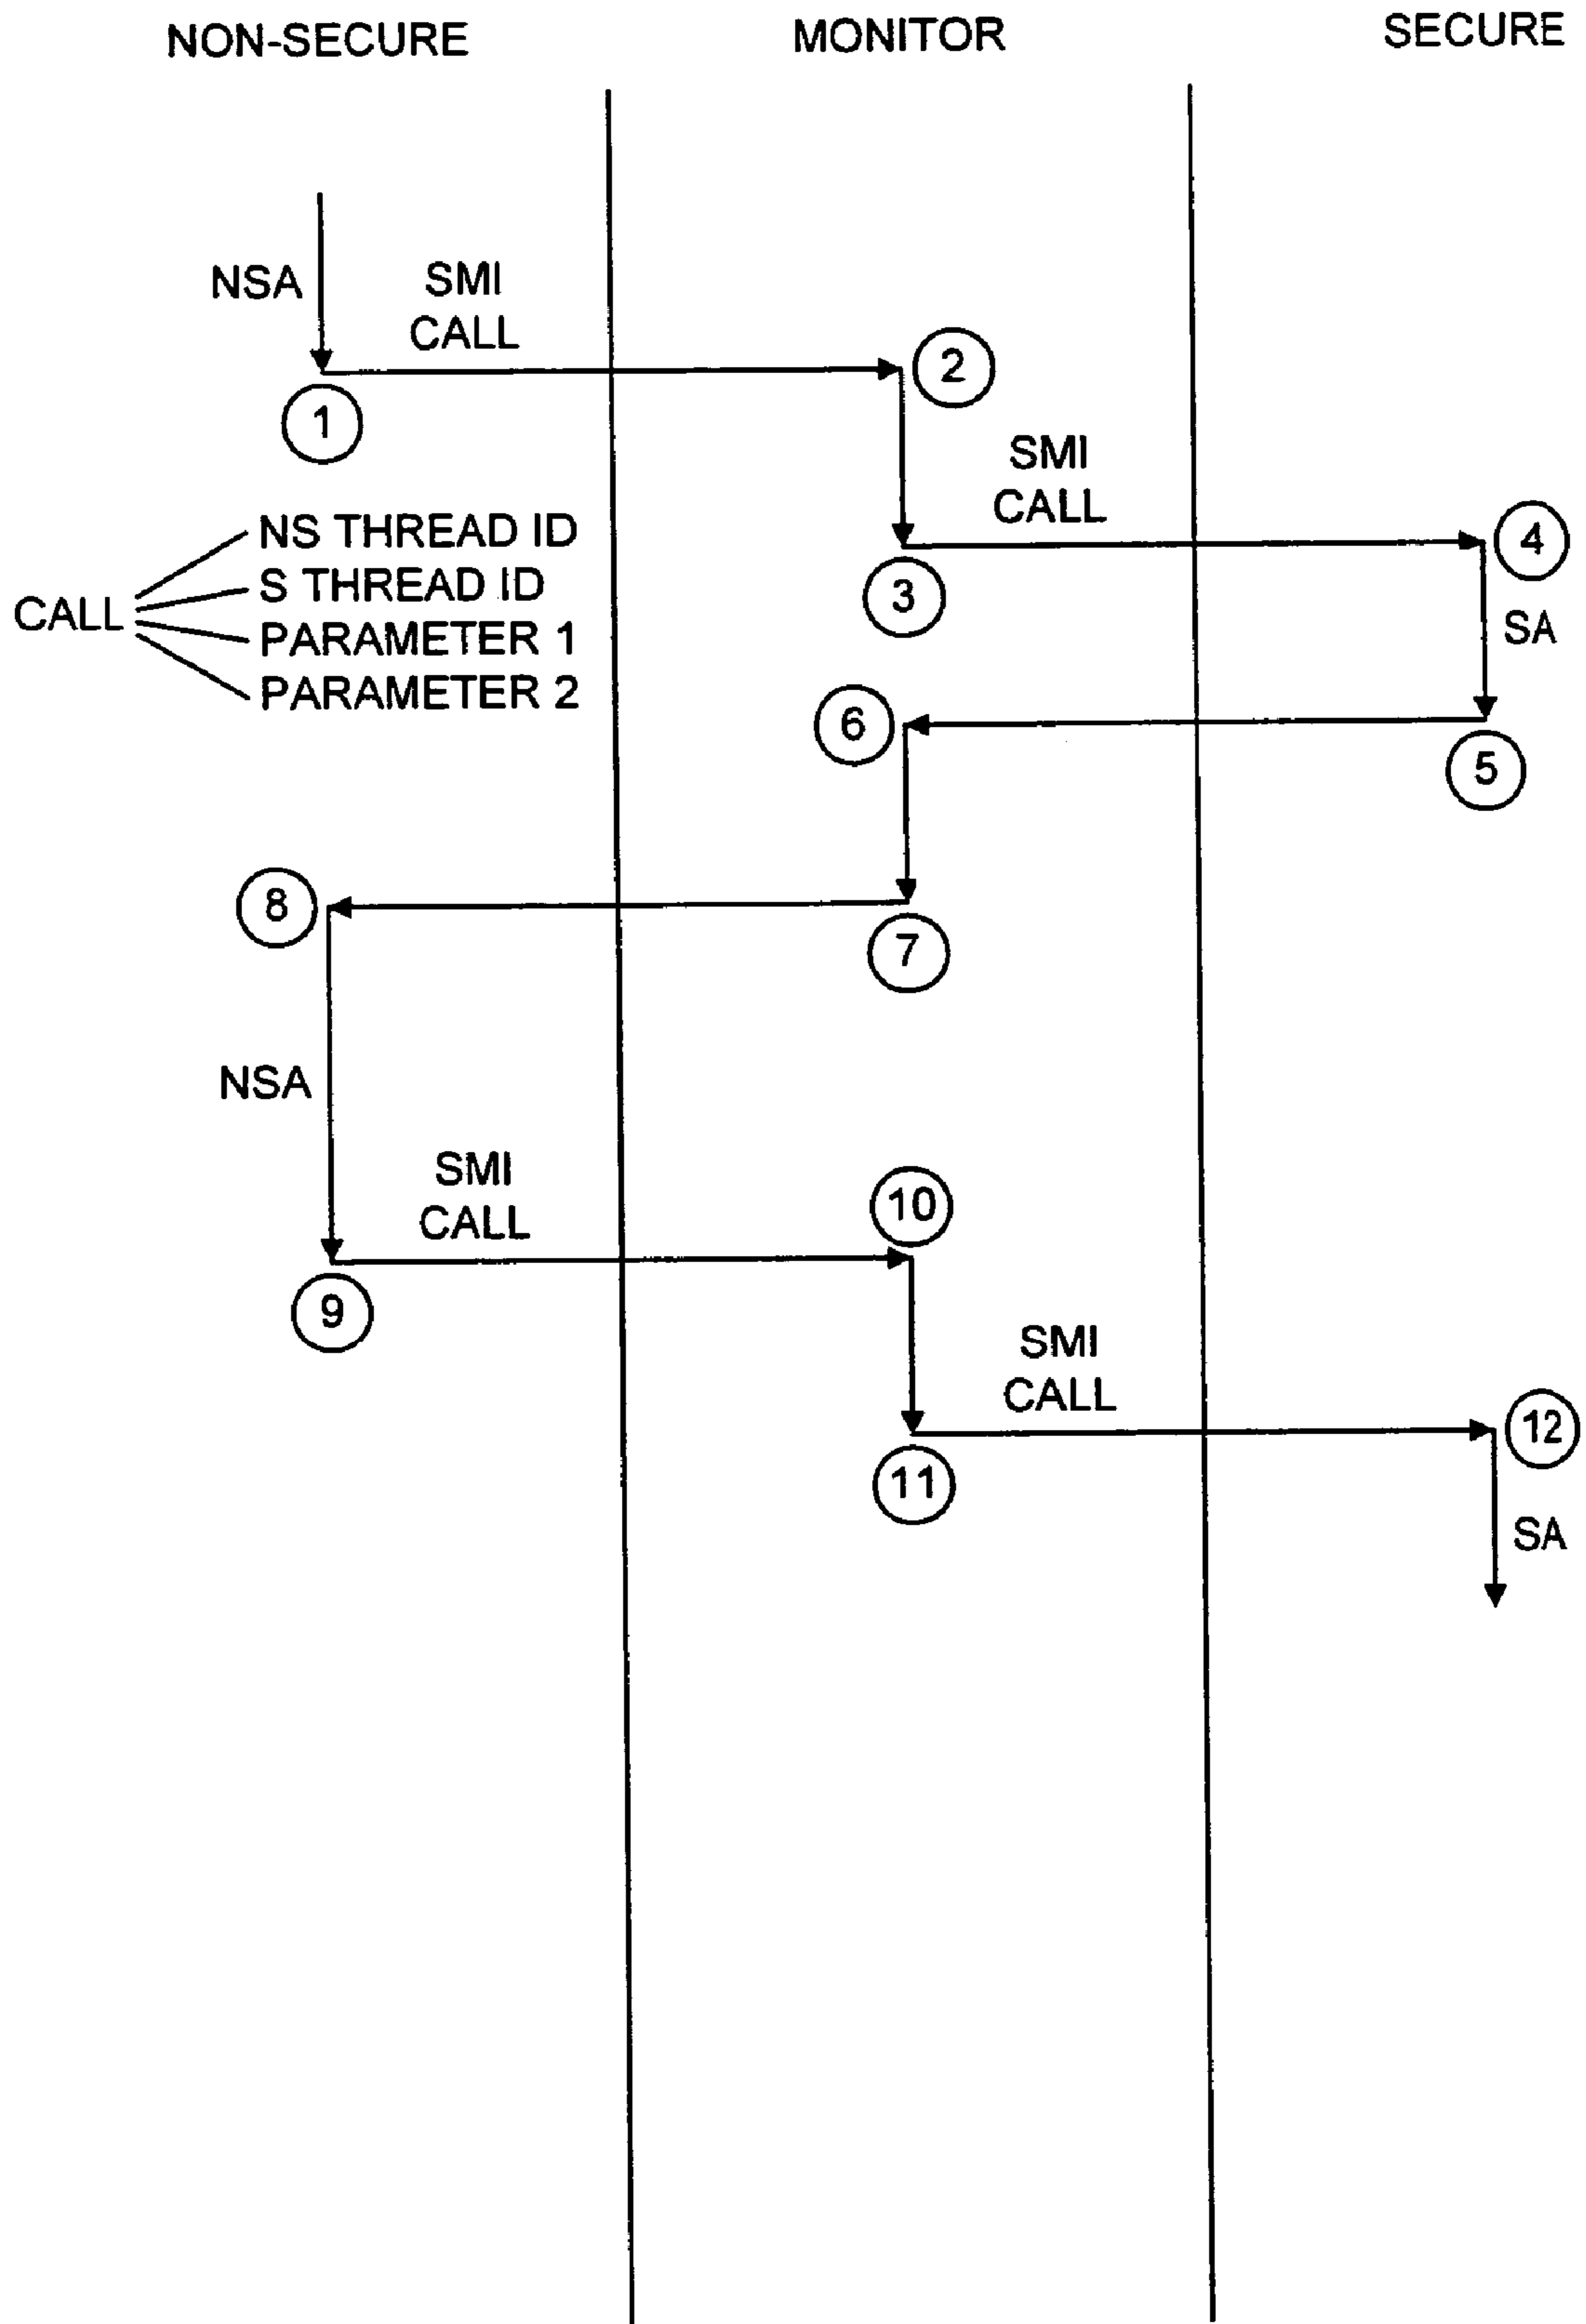 NON-SECURE
MONITOR
SECURE
NSA
SMI
CALL
2
1
SMI
CALL
4
3
NS THREAD ID
S THREAD ID
CALL
PARAMETER 1
PARAMETER 2
SA
6
5
8
7
NSA
SMI
CALL
10
9
SMI
CALL
12
11
SA